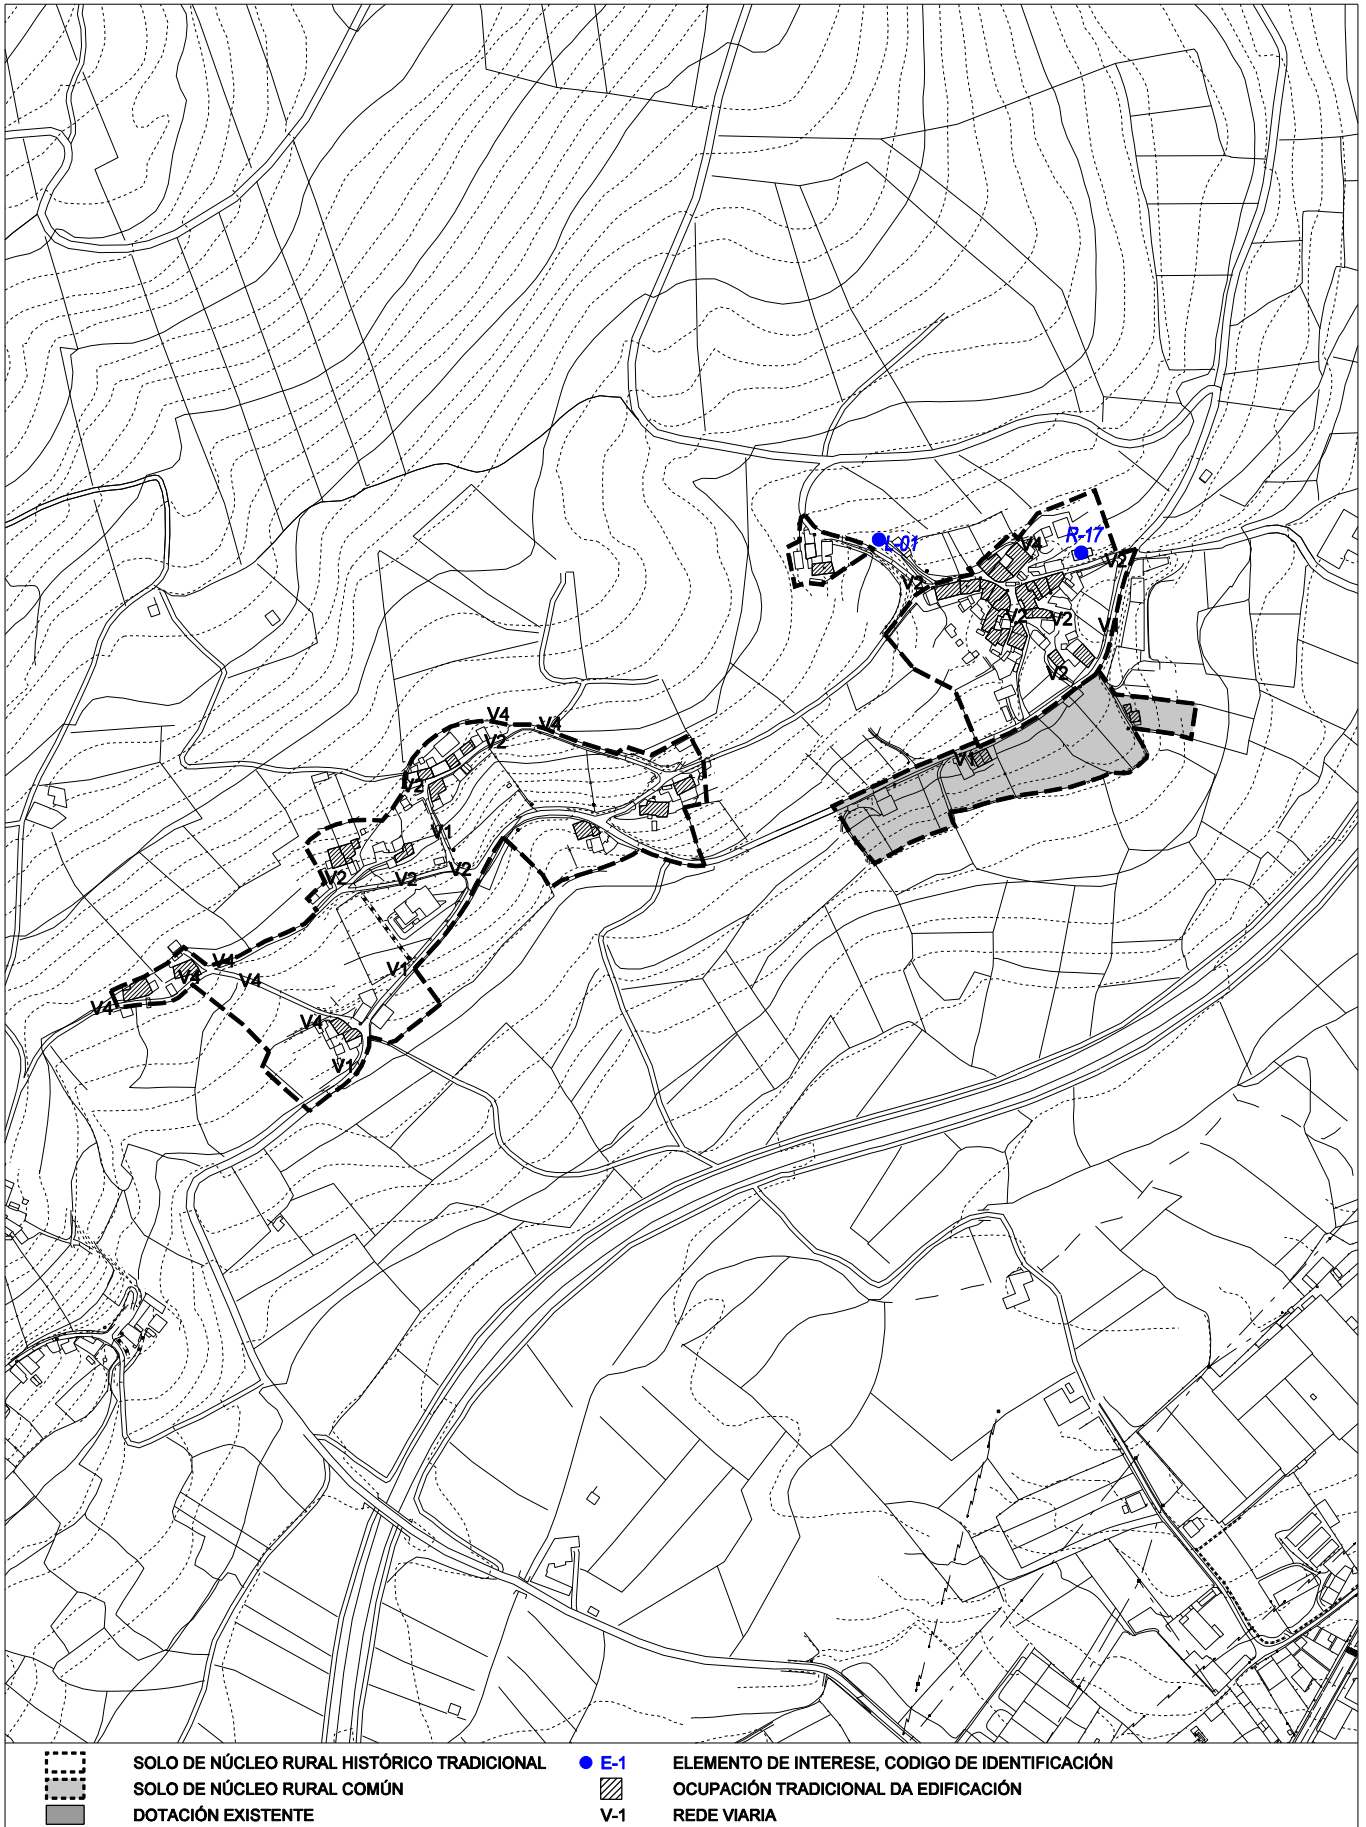 L-01
R-17
V4
V2
V2
V2
V2
V1
V2
V1
V4
V4
V2
V2
V1
V2
V2
V2
V4
V4
V4
V4
V1
V4
V1
SOLO DE NÚCLEO RURAL HISTÓRICO TRADICIONAL
E-1 ELEMENTO DE INTERESE, CODIGO DE IDENTIFICACIÓN
SOLO DE NÚCLEO RURAL COMÚN
OCUPACIÓN TRADICIONAL DA EDIFICACIÓN
DOTACIÓN EXISTENTE
V-1 REDE VIARIA